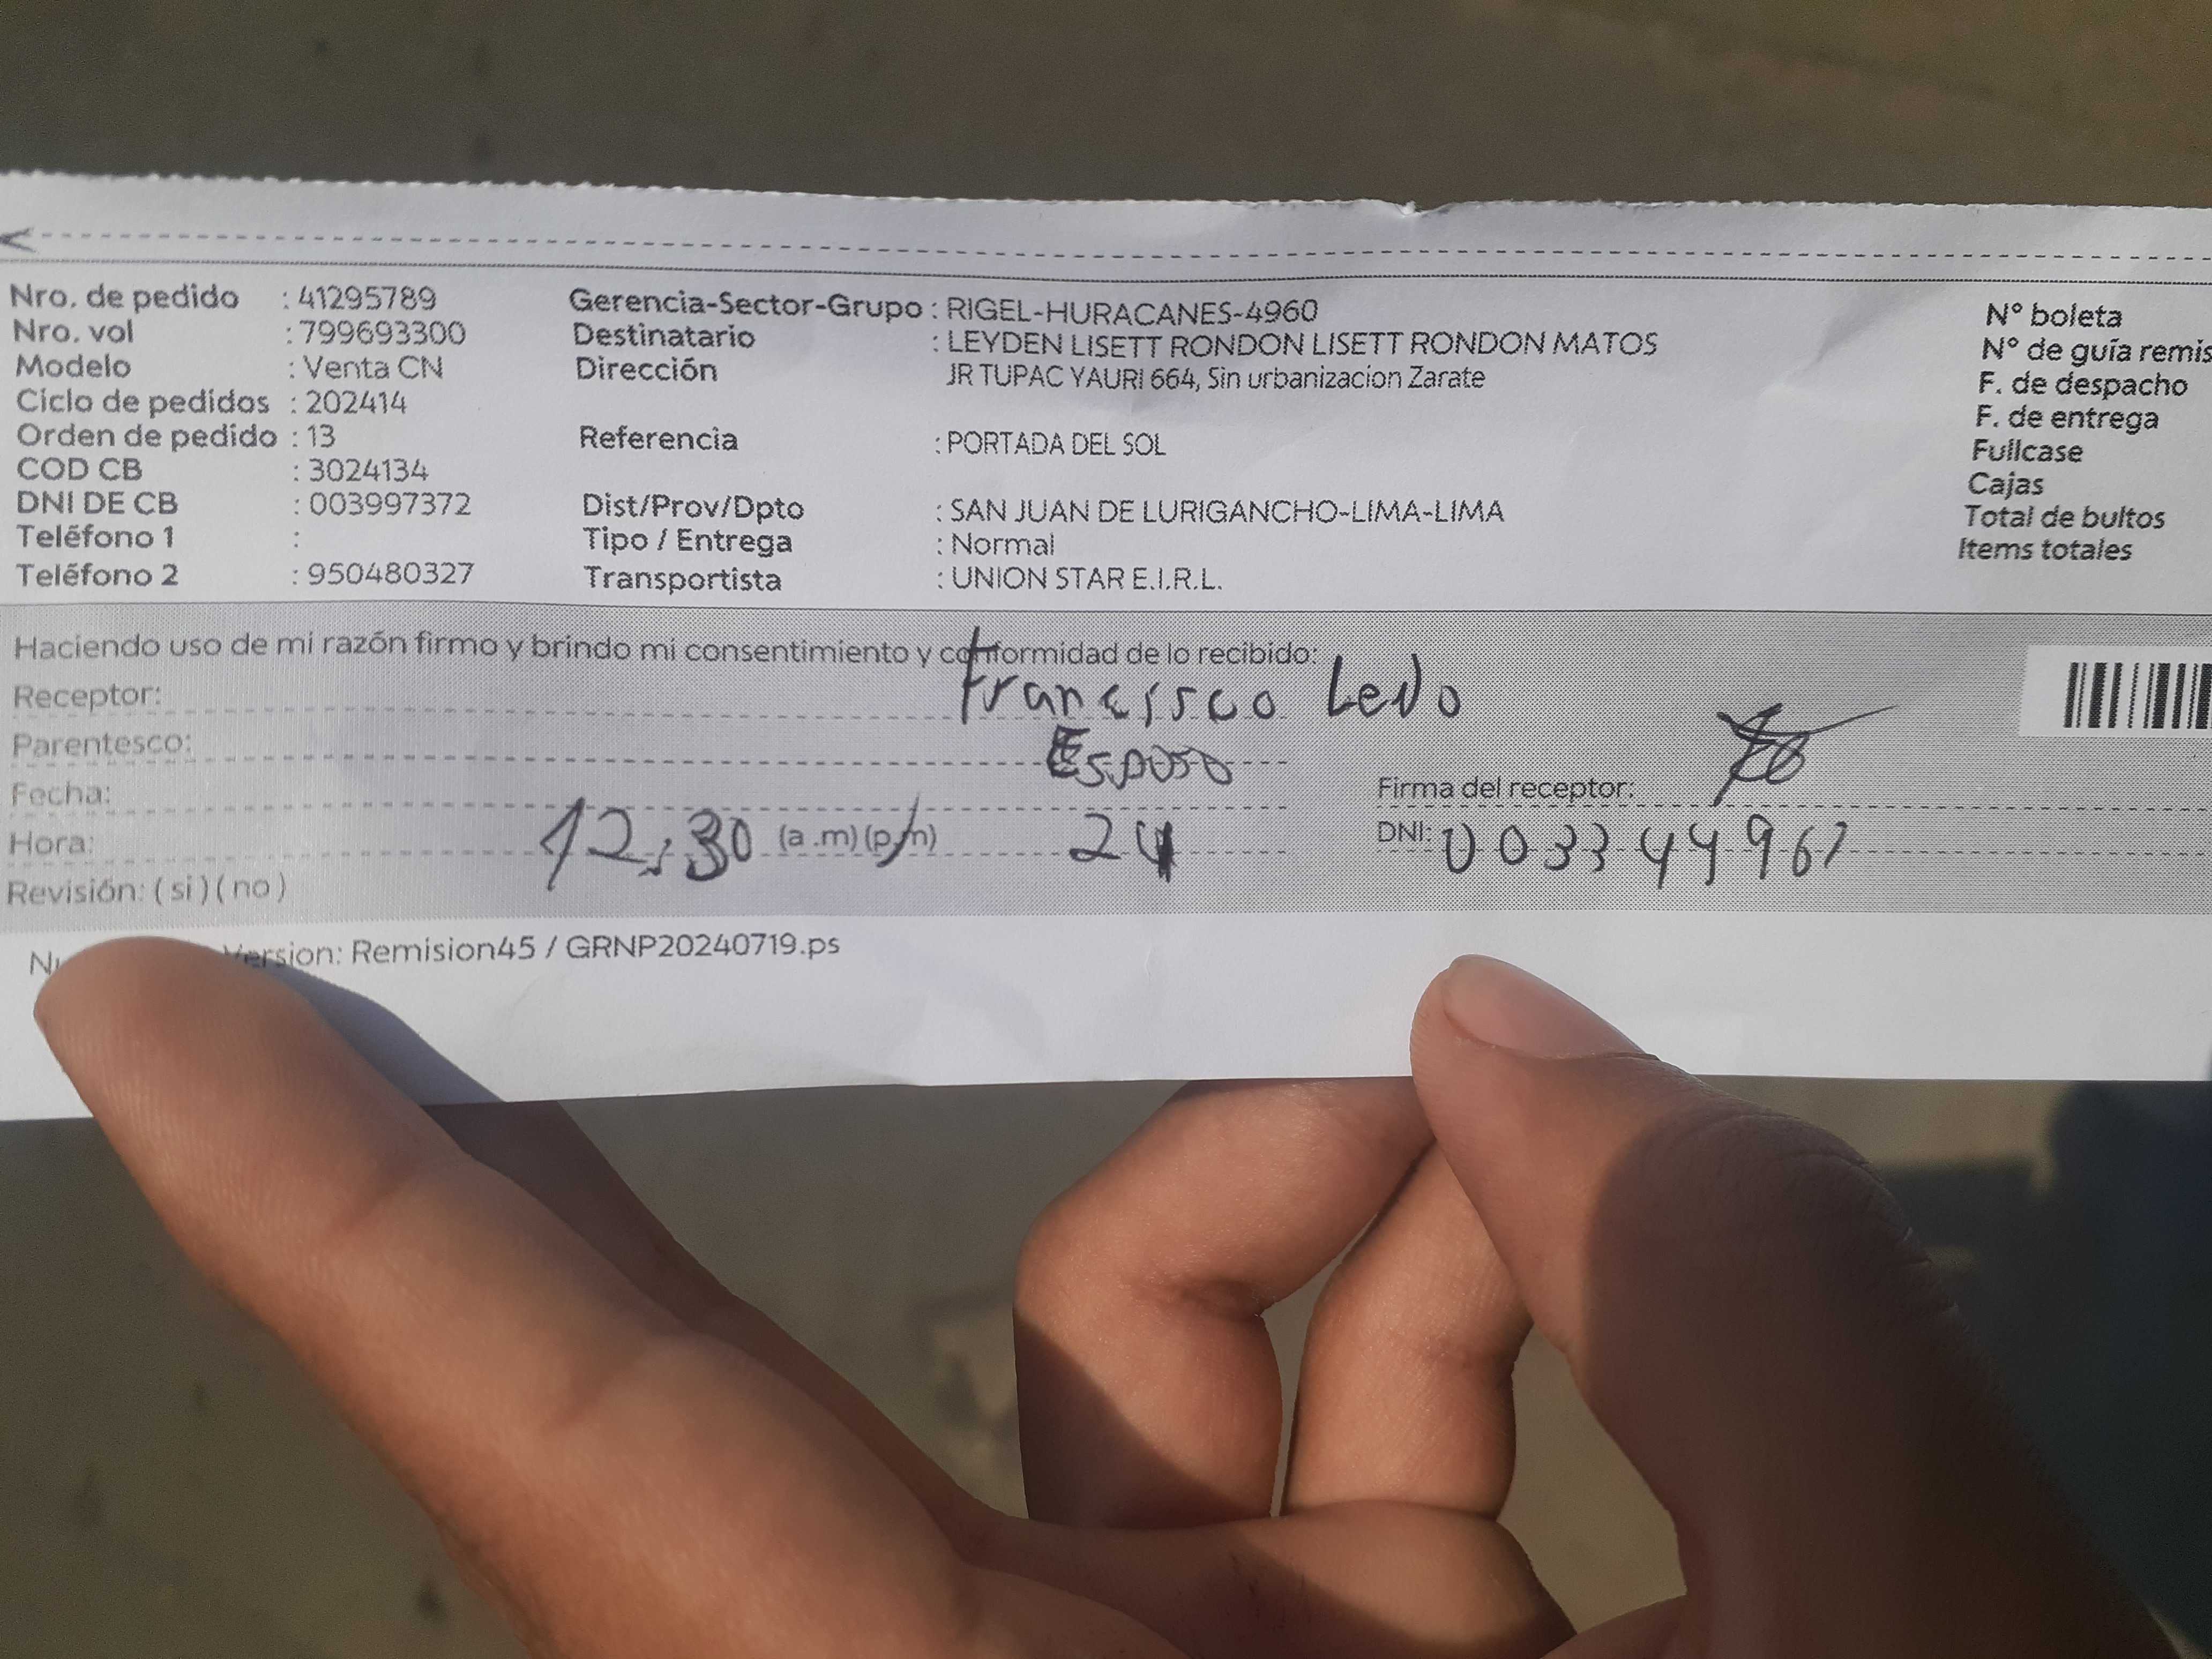 Nro. de pedido : 41295789 Gerencia-Sector-Grupo : RIGEL-HURACANES-4960 N° boleta
Nro. vol : 799693300 Destinatario : LEYDEN LISETT RONDON LISETT RONDON MATOS N° de guía remis
Modelo : Venta CN Dirección JR TUPAC YAURI 664, Sin urbanizacion Zarate F. de despacho
Ciclo de pedidos : 202414 F. de entrega
Orden de pedido : 13 Referencia : PORTADA DEL SOL Fullcase
COD CB : 3024134 Cajas
DNI DE CB : 003997372 Dist/Prov/Dpto : SAN JUAN DE LURIGANCHO-LIMA-LIMA Total de bultos
Teléfono 1 : Tipo / Entrega : Normal Items totales
Teléfono 2 : 950480327 Transportista : UNION STAR E.I.R.L.
Haciendo uso de mi razón firmo y brindo mi consentimiento y conformidad de lo recibido:
Receptor: Francissco Levo
Parentesco: Esposo
Fecha: Firma del receptor:
Hora: 12:30 (a .m) (p.m) 24 DNI: 003344967
Revisión: ( si ) ( no )
Version: Remision45 / GRNP20240719.ps